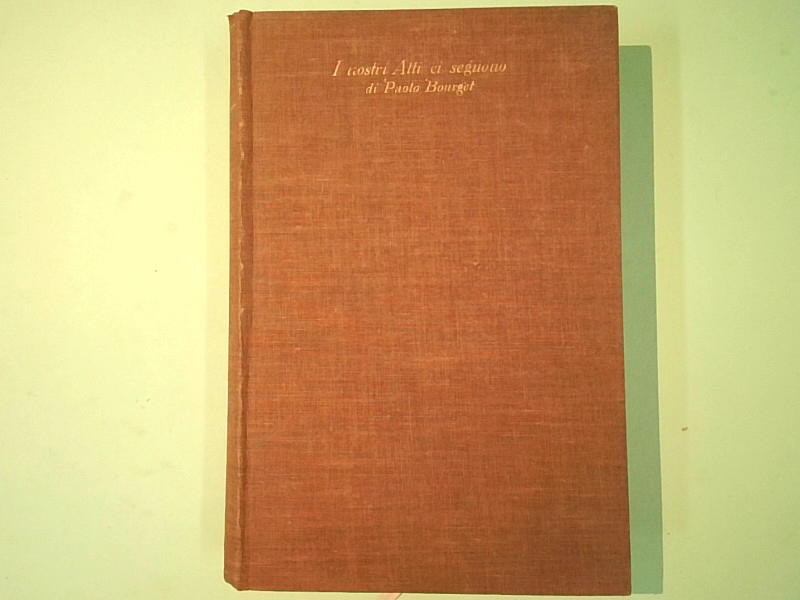 I nostri Atti ci seguono
di Paolo Bourget